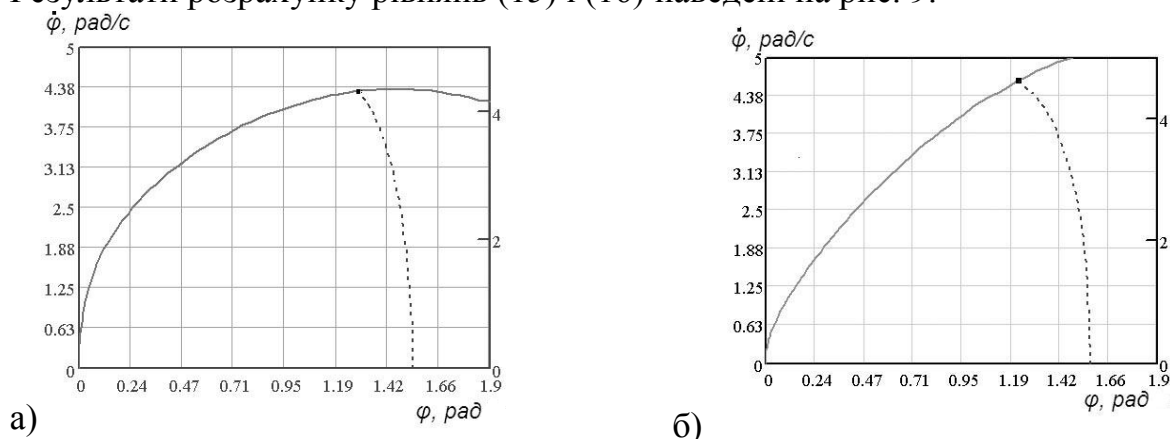 Результати розрахунку рівнянь (15) і (16) наведені на рис. 9.
φ̇, рад/с
5
4.38
3.75
3.13
2.5
1.88
1.25
0.63
0
4
2
0
0 0.24 0.47 0.71 0.95 1.19 1.42 1.66 1.9
φ, рад
а)
φ̇, рад/с
5
4.38
3.75
3.13
2.5
1.88
1.25
0.63
0
4
2
0
0 0.24 0.47 0.71 0.95 1.19 1.42 1.66 1.9
φ, рад
б)